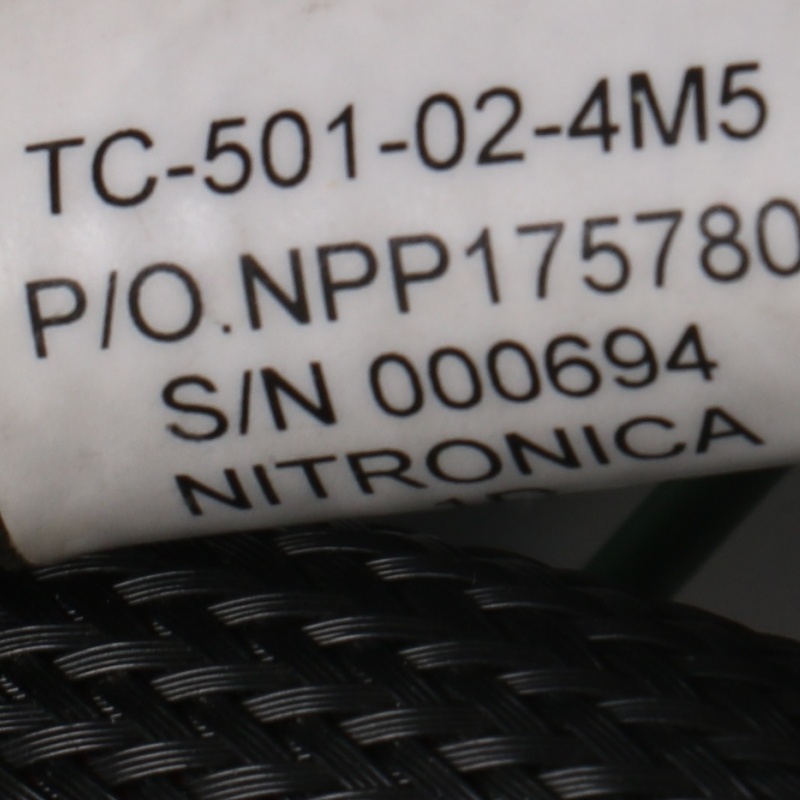 TC-501-02-4M5
P/O.NPP175780
S/N 000694
NITRONICA